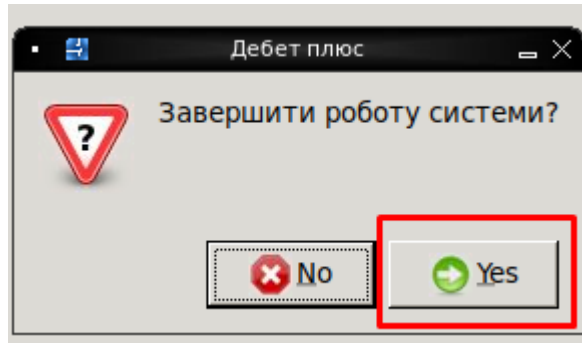 Дебет плюс
Завершити роботу системи?
No
Yes